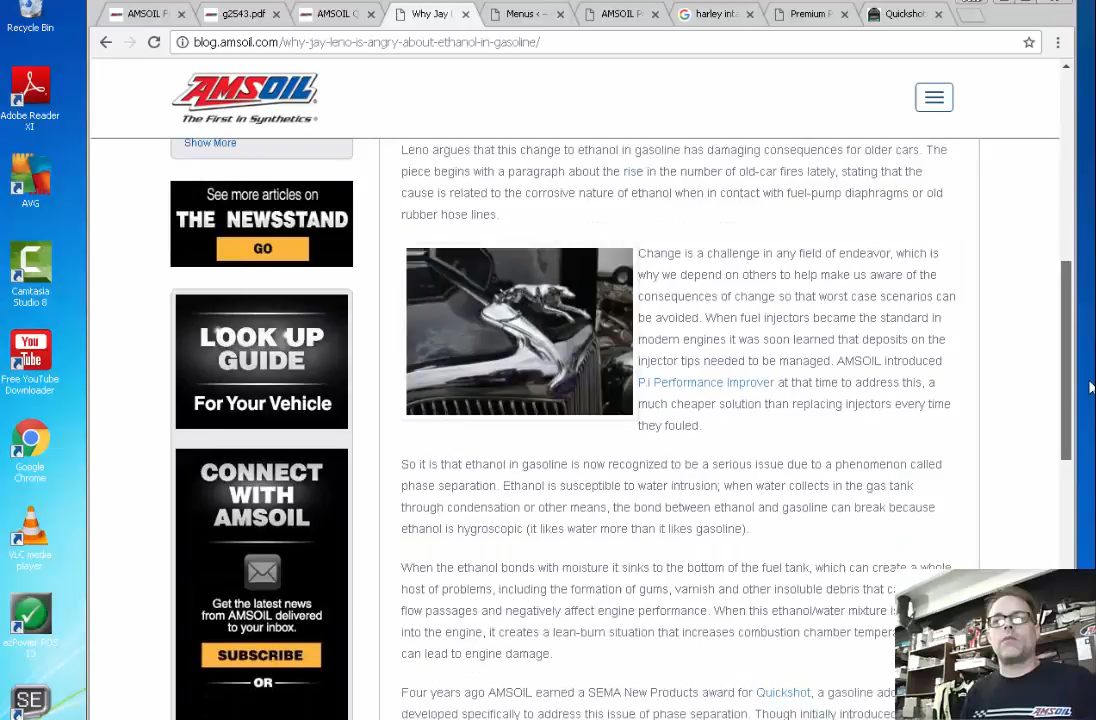 Recycle Bin
Adobe Reader
XI
AVG
Camtasia
Studio 8
You
Tube
Free YouTube
Downloader
Google
Chrome
VLC media
player
ezPower POS
15
SE
AMSOIL F
g2543.pdf
AMSOIL C
Why Jay L
Menus ‹ –
AMSOIL P
harley int
Premium P
Quickshot
blog.amsoil.com/why-jay-leno-is-angry-about-ethanol-in-gasoline/
AMSOIL
The First in Synthetics
Show More
See more articles on
THE NEWSSTAND
GO
LOOK UP
GUIDE
For Your Vehicle
CONNECT
WITH
AMSOIL
Get the latest news
from AMSOIL delivered
to your inbox.
SUBSCRIBE
— OR —
Leno argues that this change to ethanol in gasoline has damaging consequences for older cars. The
piece begins with a paragraph about the rise in the number of old-car fires lately, stating that the
cause is related to the corrosive nature of ethanol when in contact with fuel-pump diaphragms or old
rubber hose lines.
Change is a challenge in any field of endeavor, which is
why we depend on others to help make us aware of the
consequences of change so that worst case scenarios can
be avoided. When fuel injectors became the standard in
modern engines it was soon learned that deposits on the
injector tips needed to be managed. AMSOIL introduced
P.i Performance Improver at that time to address this, a
much cheaper solution than replacing injectors every time
they fouled.
So it is that ethanol in gasoline is now recognized to be a serious issue due to a phenomenon called
phase separation. Ethanol is susceptible to water intrusion; when water collects in the gas tank
through condensation or other means, the bond between ethanol and gasoline can break because
ethanol is hygroscopic (it likes water more than it likes gasoline).
When the ethanol bonds with moisture it sinks to the bottom of the fuel tank, which can create a whole
host of problems, including the formation of gums, varnish and other insoluble debris that
flow passages and negatively affect engine performance. When this ethanol/water mixture
into the engine, it creates a lean-burn situation that increases combustion chamber
can lead to engine damage.
Four years ago AMSOIL earned a SEMA New Products award for Quickshot, a gasoline
developed specifically to address this issue of phase separation. Though initially introduced
AMSOIL